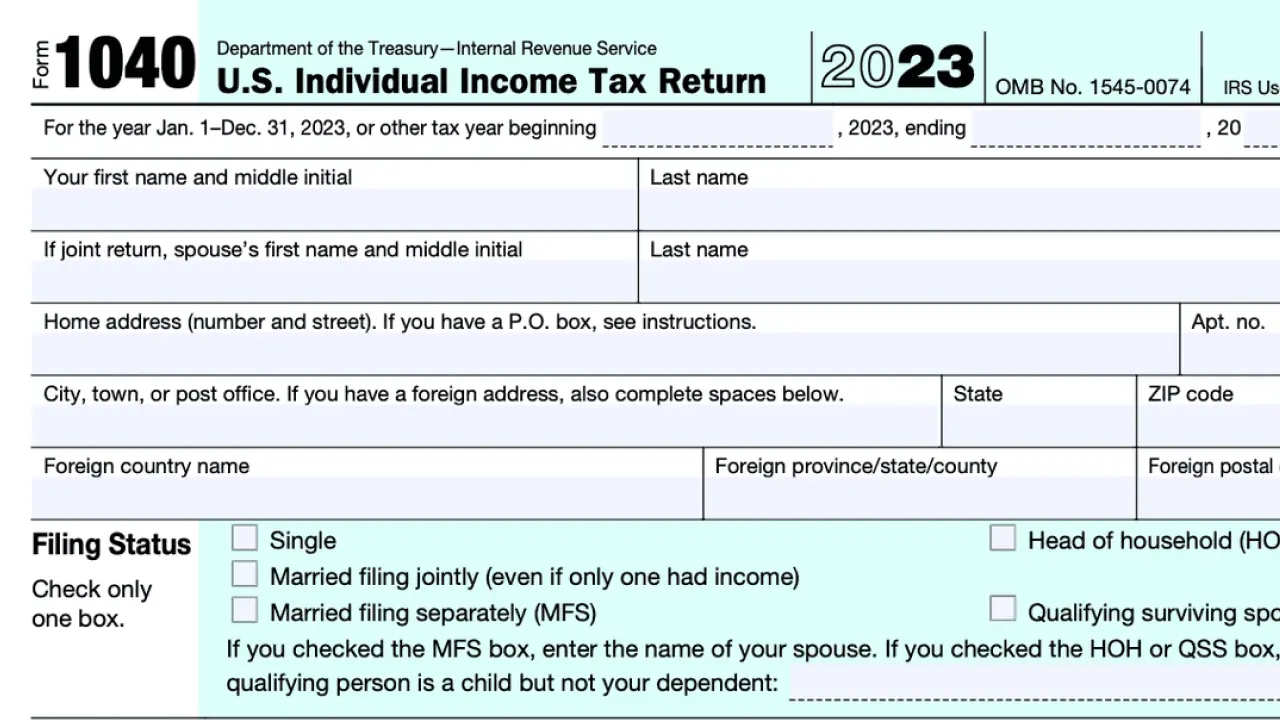 Form 1040 Department of the Treasury—Internal Revenue Service
U.S. Individual Income Tax Return 2023 OMB No. 1545-0074 IRS Us
For the year Jan. 1–Dec. 31, 2023, or other tax year beginning , 2023, ending , 20
Your first name and middle initial Last name
If joint return, spouse’s first name and middle initial Last name
Home address (number and street). If you have a P.O. box, see instructions. Apt. no.
City, town, or post office. If you have a foreign address, also complete spaces below. State ZIP code
Foreign country name Foreign province/state/county Foreign postal
Filing Status Single Head of household (HO
Check only one box. Married filing jointly (even if only one had income)
Married filing separately (MFS) Qualifying surviving spo
If you checked the MFS box, enter the name of your spouse. If you checked the HOH or QSS box,
qualifying person is a child but not your dependent: